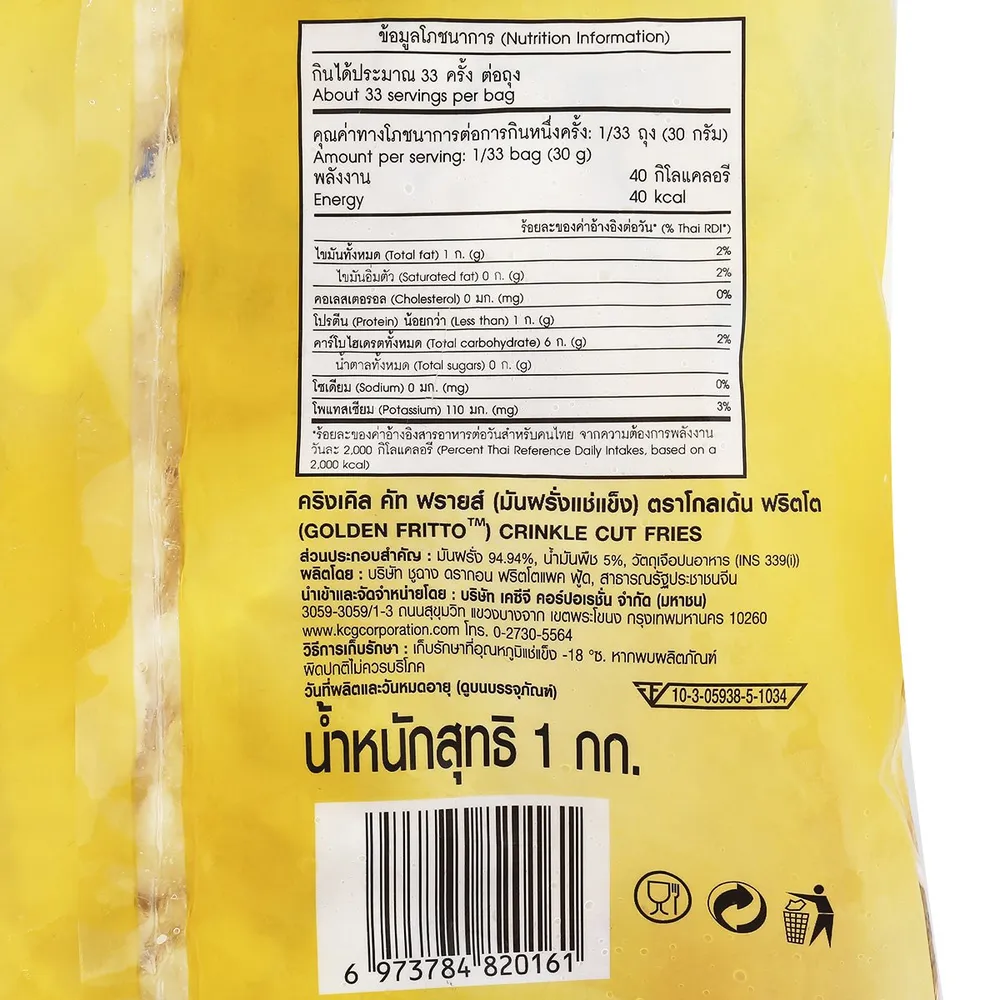 ข้อมูลโภชนาการ (Nutrition Information)
กินได้ประมาณ 33 ครั้ง ต่อถุง
About 33 servings per bag
คุณค่าทางโภชนาการต่อการกินหนึ่งครั้ง: 1/33 ถุง (30 กรัม)
Amount per serving: 1/33 bag (30 g)
พลังงาน 40 กิโลแคลอรี
Energy 40 kcal
ร้อยละของค่าอ้างอิงต่อวัน* (% Thai RDI*)
ไขมันทั้งหมด (Total fat) 1 ก. (g) 2%
ไขมันอิ่มตัว (Saturated fat) 0 ก. (g) 2%
คอเลสเตอรอล (Cholesterol) 0 มก. (mg) 0%
โปรตีน (Protein) น้อยกว่า (Less than) 1 ก. (g)
คาร์โบไฮเดรตทั้งหมด (Total carbohydrate) 6 ก. (g) 2%
น้ำตาลทั้งหมด (Total sugars) 0 ก. (g)
โซเดียม (Sodium) 0 มก. (mg) 0%
โพแทสเซียม (Potassium) 110 มก. (mg) 3%
*ร้อยละของค่าอ้างอิงสารอาหารต่อวันสำหรับคนไทย จากความต้องการพลังงาน
วันละ 2,000 กิโลแคลอรี (Percent Thai Reference Daily Intakes, based on a
2,000 kcal)
คริงเคิล คัท ฟรายส์ (มันฝรั่งแช่แข็ง) ตราโกลเด้น ฟริตโต
(GOLDEN FRITTO™) CRINKLE CUT FRIES
ส่วนประกอบสำคัญ : มันฝรั่ง 94.94%, น้ำมันพืช 5%, วัตถุเจือปนอาหาร (INS 339(i))
ผลิตโดย : บริษัท ซูฉาง ดรากอน ฟริตโตแพค ฟู้ด, สาธารณรัฐประชาชนจีน
นำเข้าและจัดจำหน่ายโดย : บริษัท เคซีจี คอร์ปอเรชั่น จำกัด (มหาชน)
3059-3059/1-3 ถนนสุขุมวิท แขวงบางจาก เขตพระโขนง กรุงเทพมหานคร 10260
www.kcgcorporation.com โทร. 0-2730-5564
วิธีการเก็บรักษา : เก็บรักษาที่อุณหภูมิแช่แข็ง -18 °ซ. หากพบผลิตภัณฑ์
ผิดปกติไม่ควรบริโภค
วันที่ผลิตและวันหมดอายุ (ดูบนบรรจุภัณฑ์)
10-3-05938-5-1034
น้ำหนักสุทธิ 1 กก.
6 973784 820161